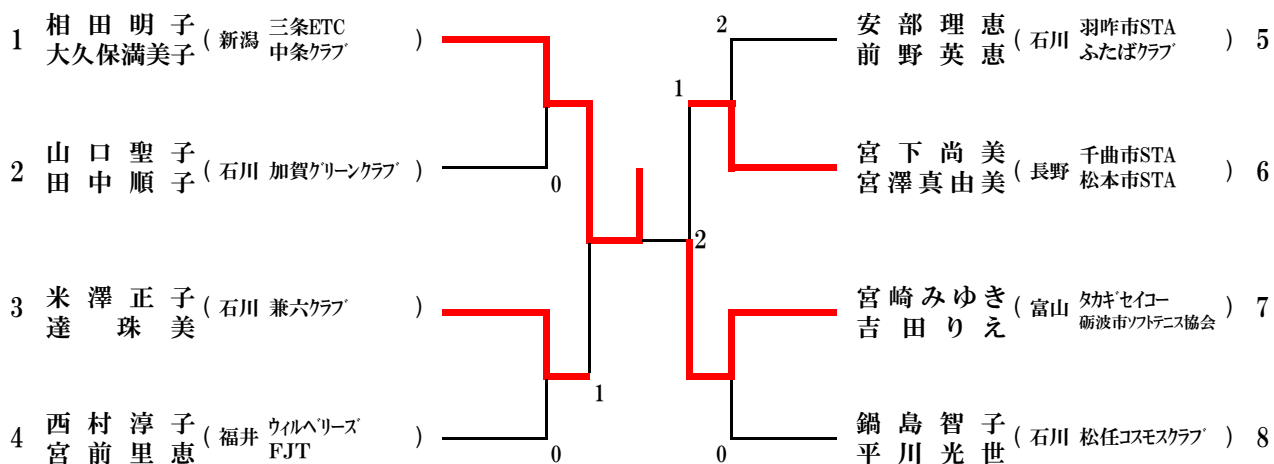 1 相田明子 (新潟 三条ETC )
大久保満美子 中条クラブ
2 山口聖子 (石川 加賀グリーンクラブ )
田中順子
0
3 米澤正子 (石川 兼六クラブ )
達珠美
1
4 西村淳子 (福井 ウィルベリーズ )
宮前里恵 FJT
0
2 安部理恵 (石川 羽咋市STA ) 5
前野英恵 ふたばクラブ
1
宮下尚美 (長野 千曲市STA ) 6
宮澤真由美 松本市STA
2
宮崎みゆき (富山 タカギセイコー ) 7
吉田りえ 砺波市ソフトテニス協会
鍋島智子 (石川 松任コスモスクラブ ) 8
平川光世
0